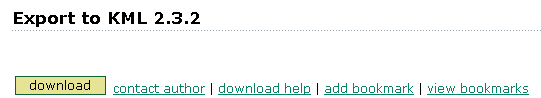 Export to KML 2.3.2
download contact author | download help | add bookmark | view bookmarks